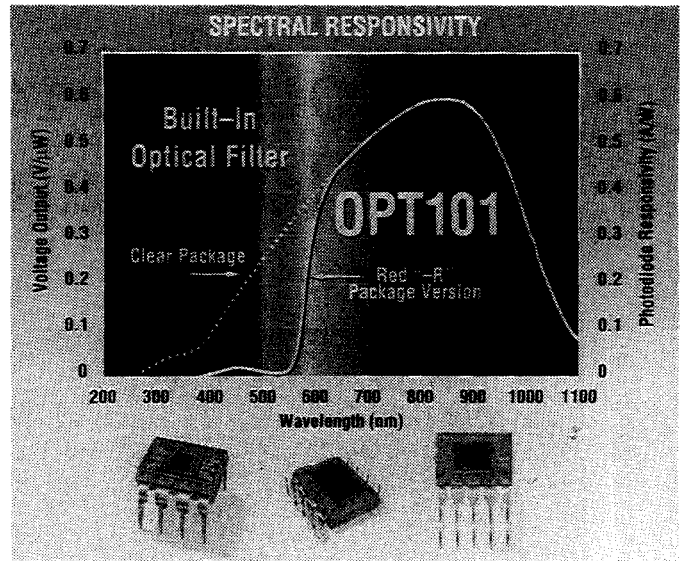 SPECTRAL RESPONSIVITY
0.7
0.6
0.5
0.4
0.3
0.2
0.1
0
Voltage Output (V/µW)
0.7
0.6
0.5
0.4
0.3
0.2
0.1
0
Photodiode Responsivity (A/W)
Built–In
Optical Filter
OPT101
Clear Package
Red "–R"
Package Version
200 300 400 500 600 700 800 900 1000 1100
Wavelength (nm)